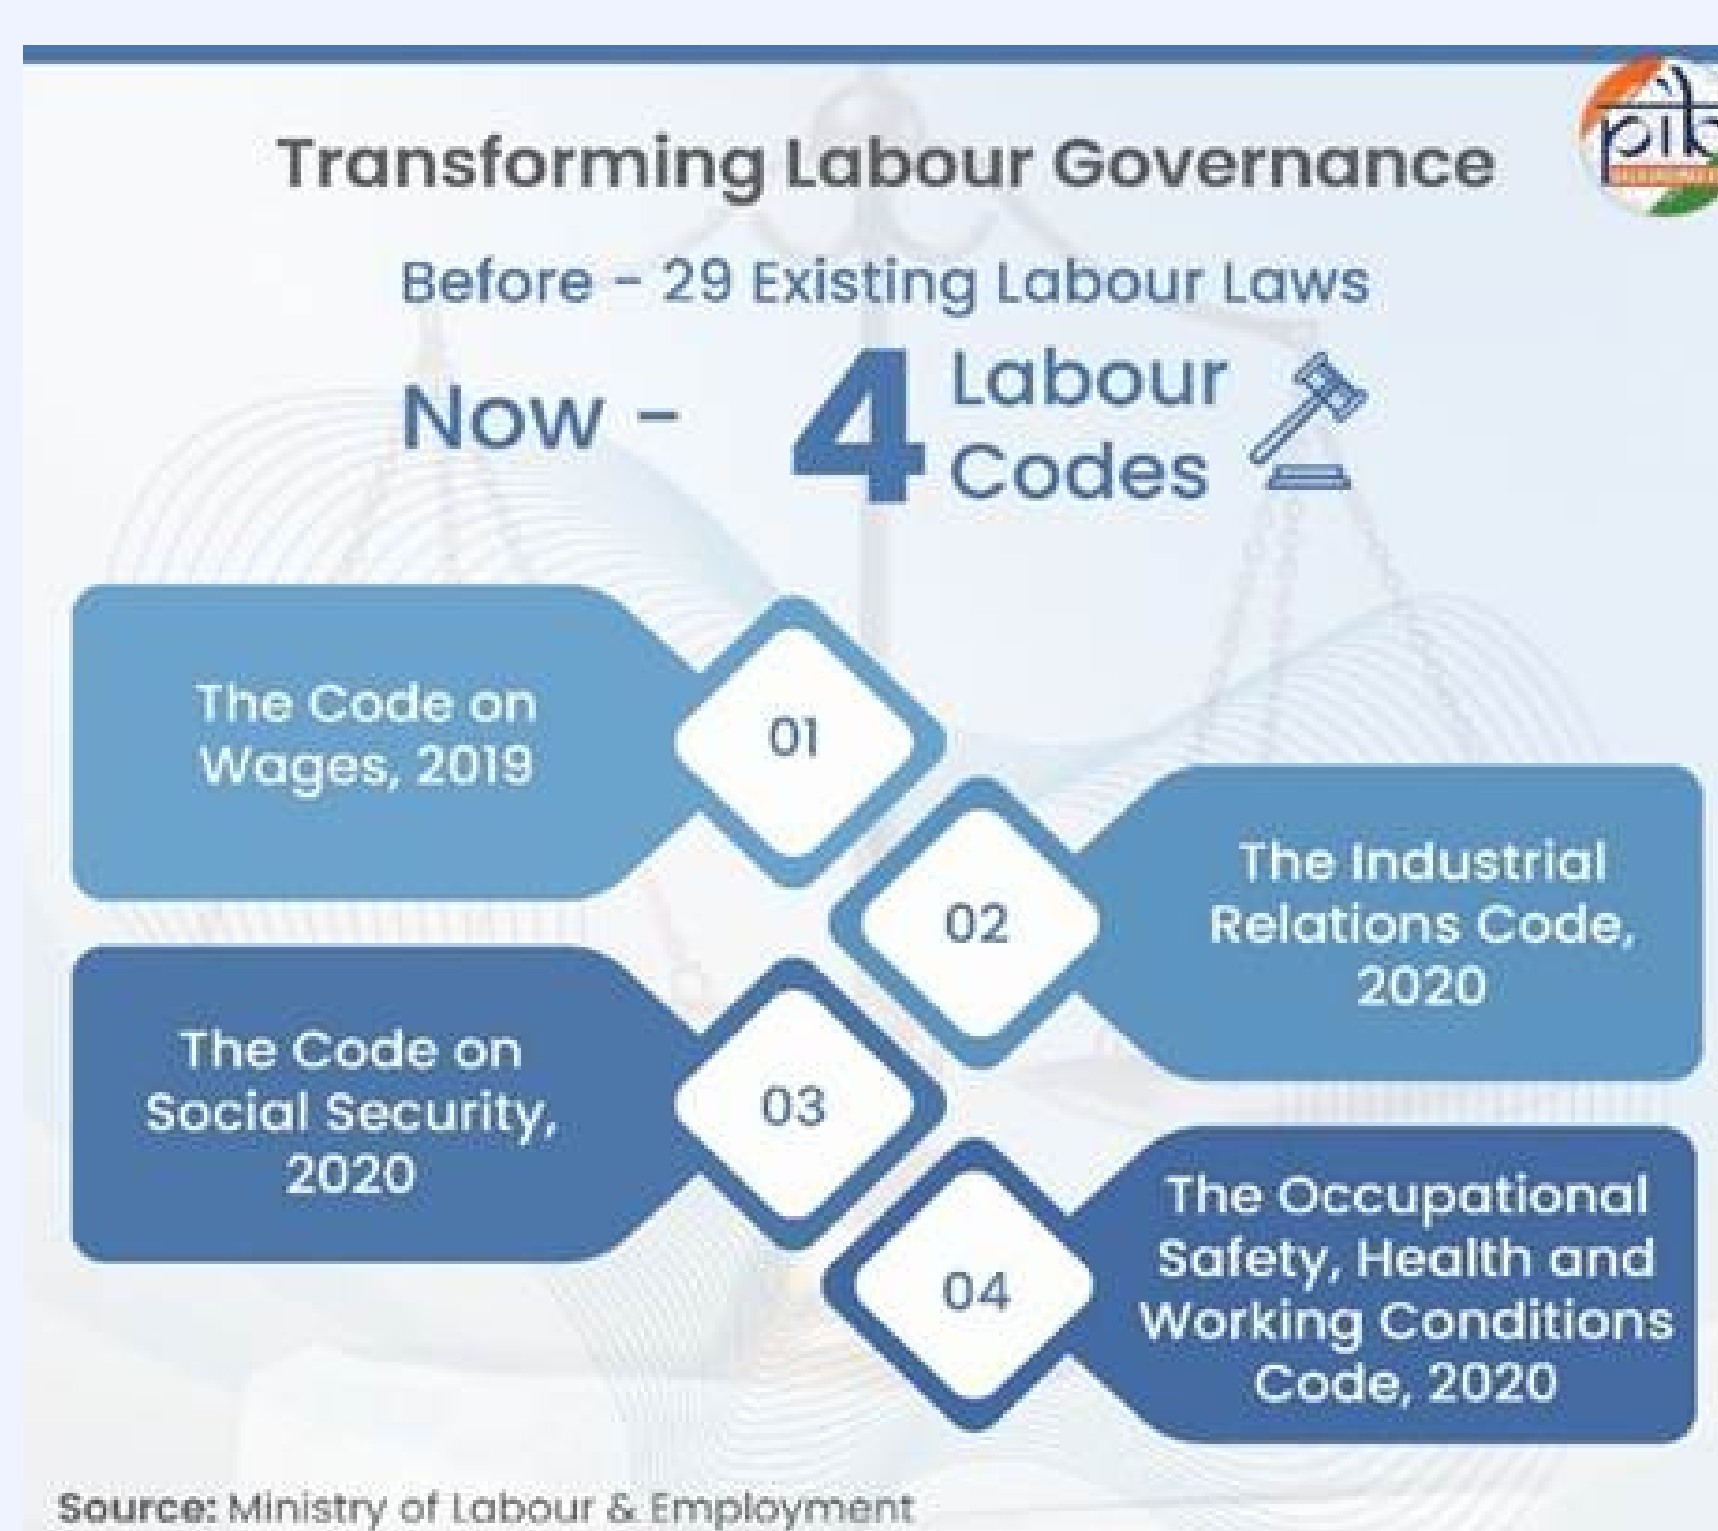 Transforming Labour Governance
pib
Before - 29 Existing Labour Laws
Now - 4 Labour
Codes
The Code on
Wages, 2019
01
02
The Industrial
Relations Code,
2020
The Code on
Social Security,
2020
03
04
The Occupational
Safety, Health and
Working Conditions
Code, 2020
Source: Ministry of Labour & Employment